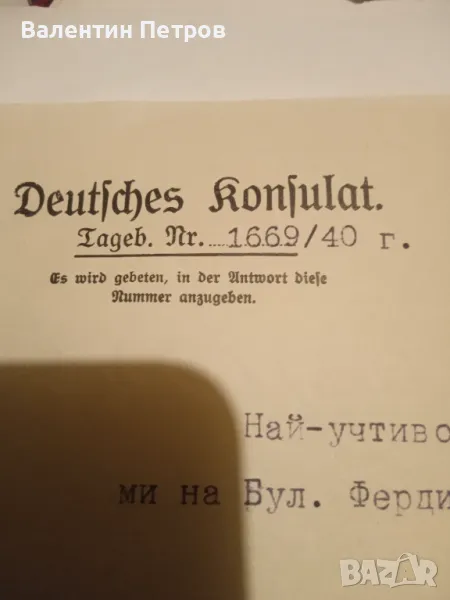 Валентин Петров
Deutsches Konsulat.
Tageb. Nr. 1669/40 г.
Es wird gebeten, in der Antwort diese
Nummer anzugeben.
Най-учтиво
ми на Бул. Ферди
BAZAR